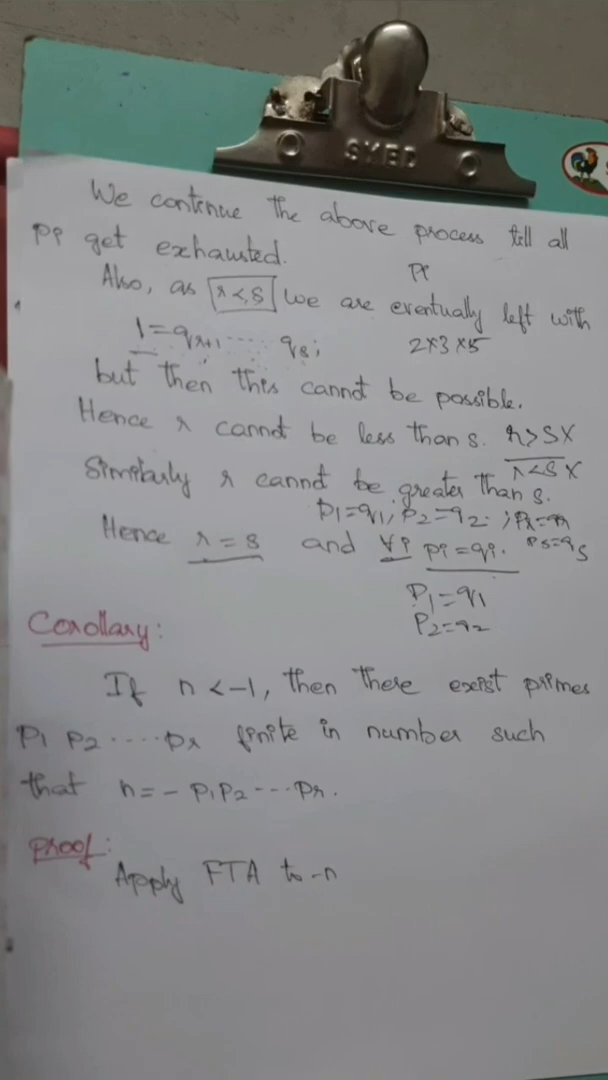 SYED
We continue the above process till all
pi get exhausted.
Also, as r<s we are eventually left with
1=qr+1 ..... qs;
2×3×5
but then this cannot be possible.
Hence r cannot be less than s. r>s×
r<s×
Similarly r cannot be greater than s.
p1=q1, p2=q2.
ps=qs
Hence r=s and ∀i pi=qi.
p1=q1
p2=q2
Corollary:
If n<-1, then there exist primes
p1 p2 ..... pr finite in number such
that n=- p1p2 --- pr.
Proof:
Apply FTA to -n